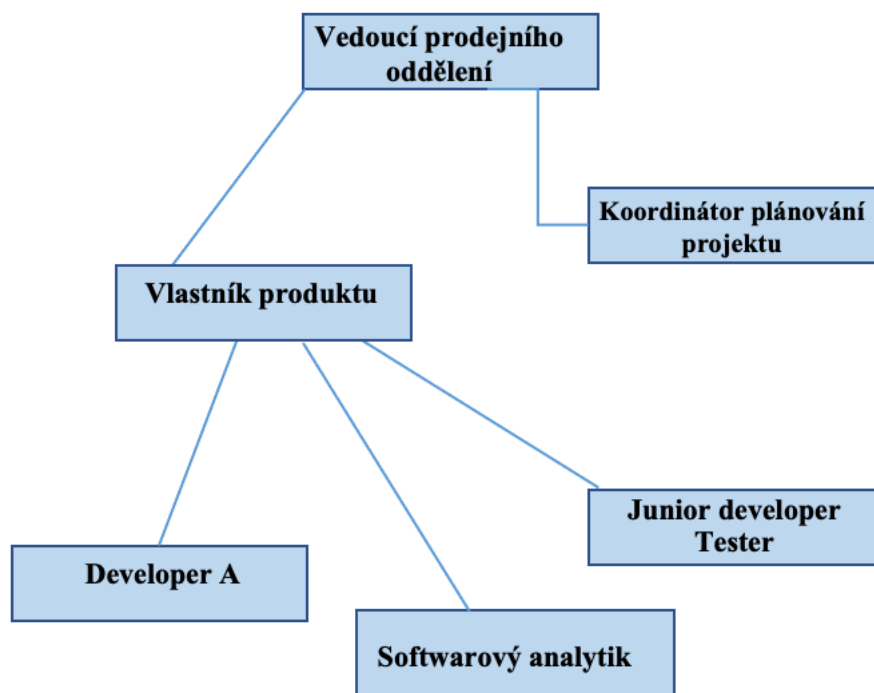 Vedoucí prodejního
oddělení
Koordinátor plánování
projektu
Vlastník produktu
Junior developer
Tester
Developer A
Softwarový analytik